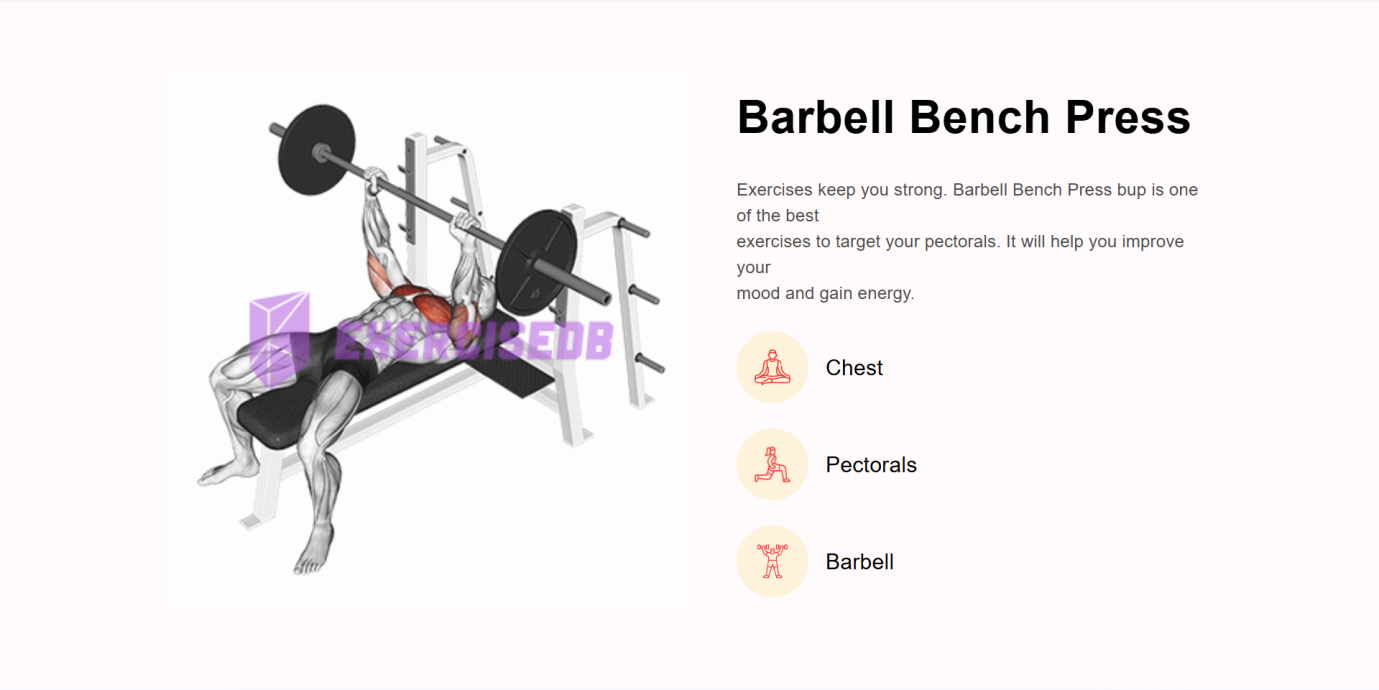 Barbell Bench Press
Exercises keep you strong. Barbell Bench Press bup is one
of the best
exercises to target your pectorals. It will help you improve
your
mood and gain energy.
EXERCISEDB
45
Chest
Pectorals
Barbell